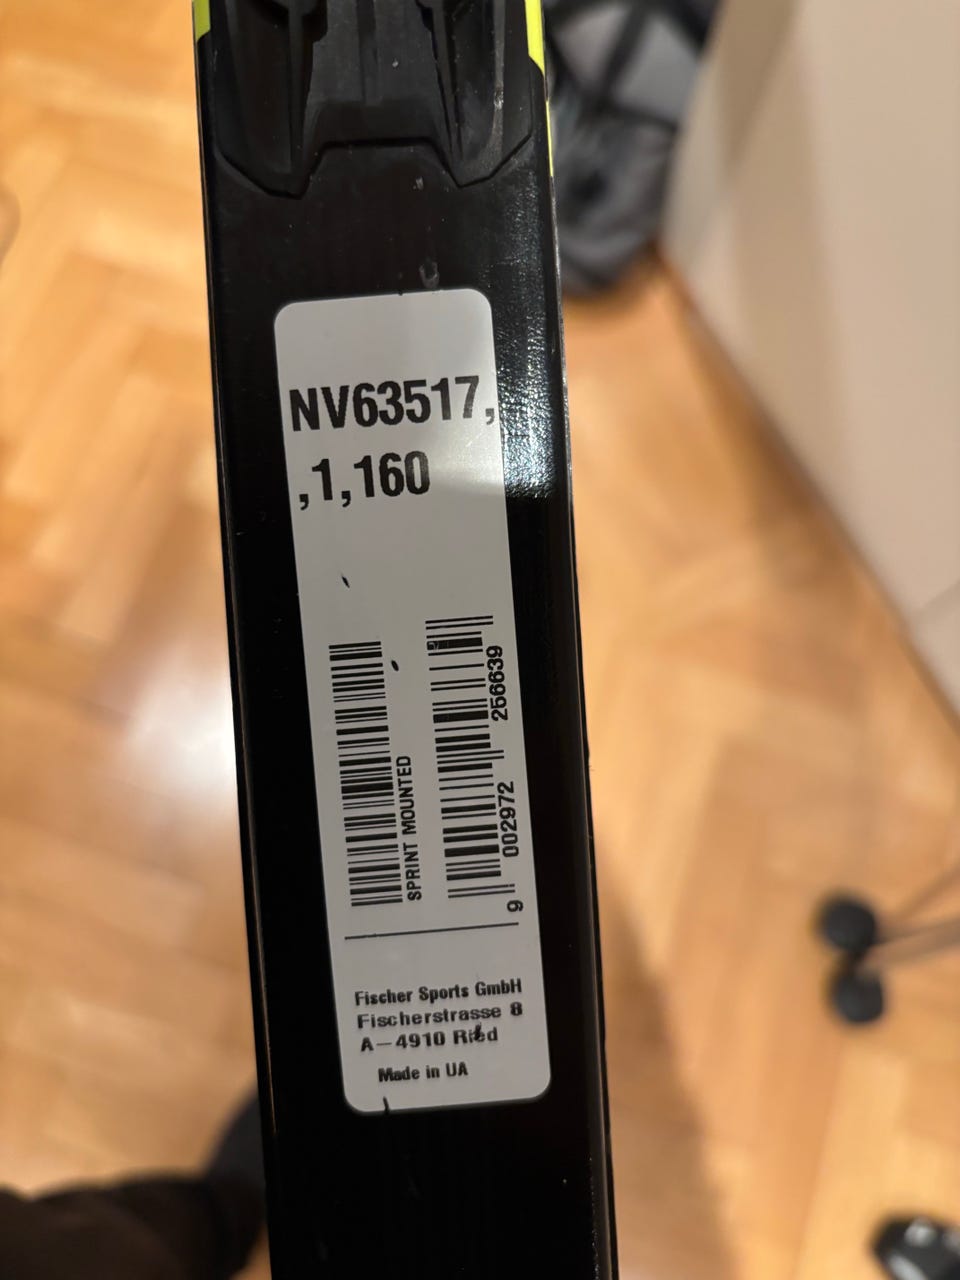 NV63517,
,1,160
SPRINT MOUNTED
9 002972 256639
Fischer Sports GmbH
Fischerstrasse 8
A-4910 Ried
Made in UA